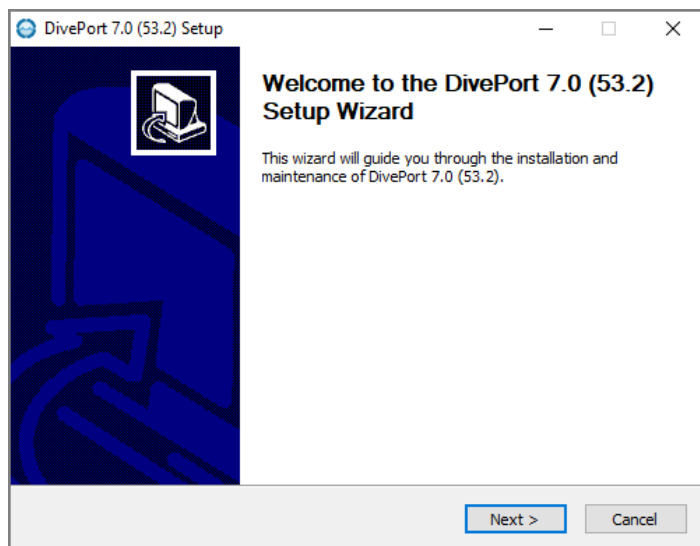 DivePort 7.0 (53.2) Setup
Welcome to the DivePort 7.0 (53.2)
Setup Wizard
This wizard will guide you through the installation and
maintenance of DivePort 7.0 (53.2).
Next >
Cancel